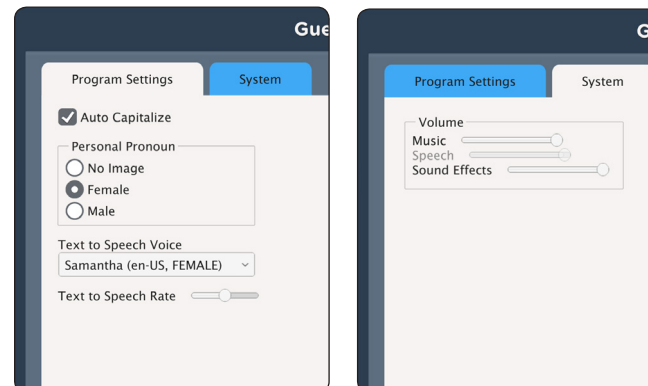 Gue
Program Settings
System
Auto Capitalize
Personal Pronoun
No Image
Female
Male
Text to Speech Voice
Samantha (en-US, FEMALE)
Text to Speech Rate
G
Program Settings
System
Volume
Music
Speech
Sound Effects